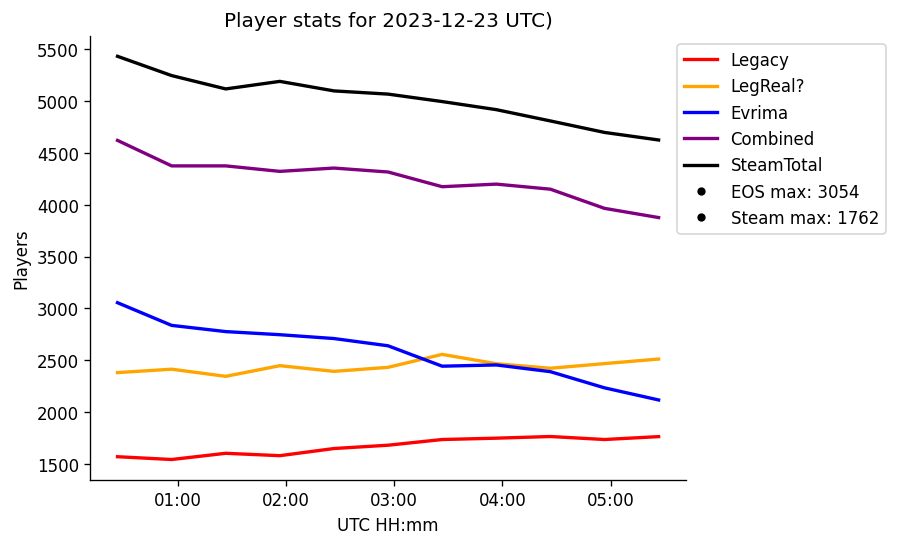 Player stats for 2023-12-23 UTC)
5500
5000
4500
4000
3500
3000
2500
2000
1500
Players
01:00 02:00 03:00 04:00 05:00
UTC HH:mm
Legacy
LegReal?
Evrima
Combined
SteamTotal
EOS max: 3054
Steam max: 1762